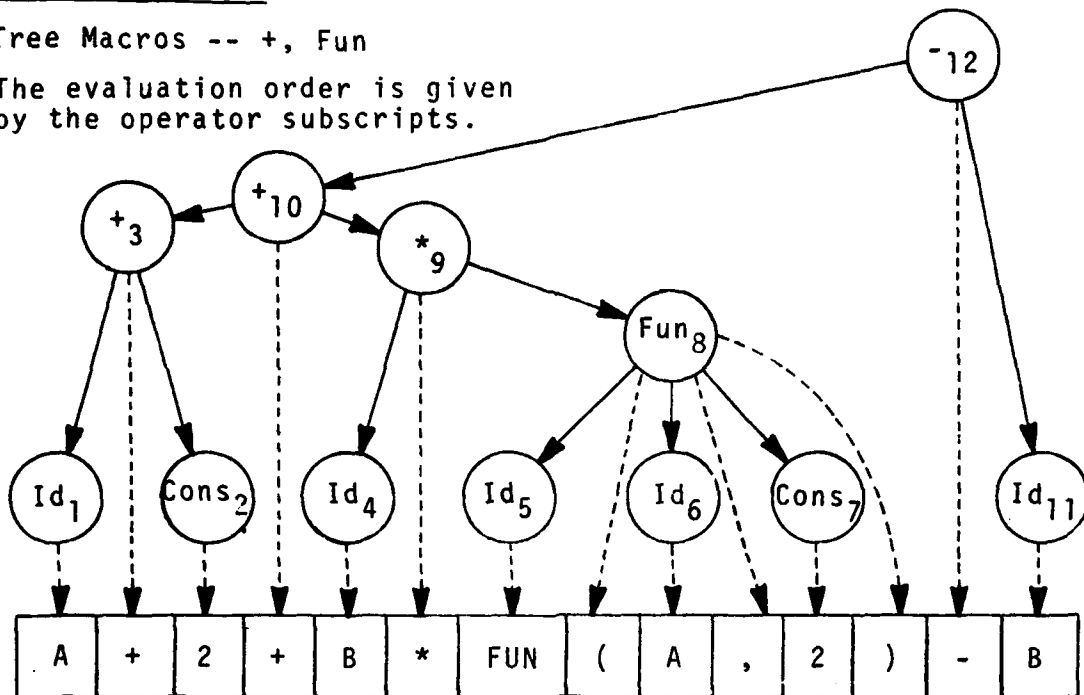 Tree Macros -- +, Fun
The evaluation order is given
by the operator subscripts.
-12
+10
+3
*9
Fun8
Id1 Cons2 Id4 Id5 Id6 Cons7 Id11
A + 2 + B * FUN ( A , 2 ) - B